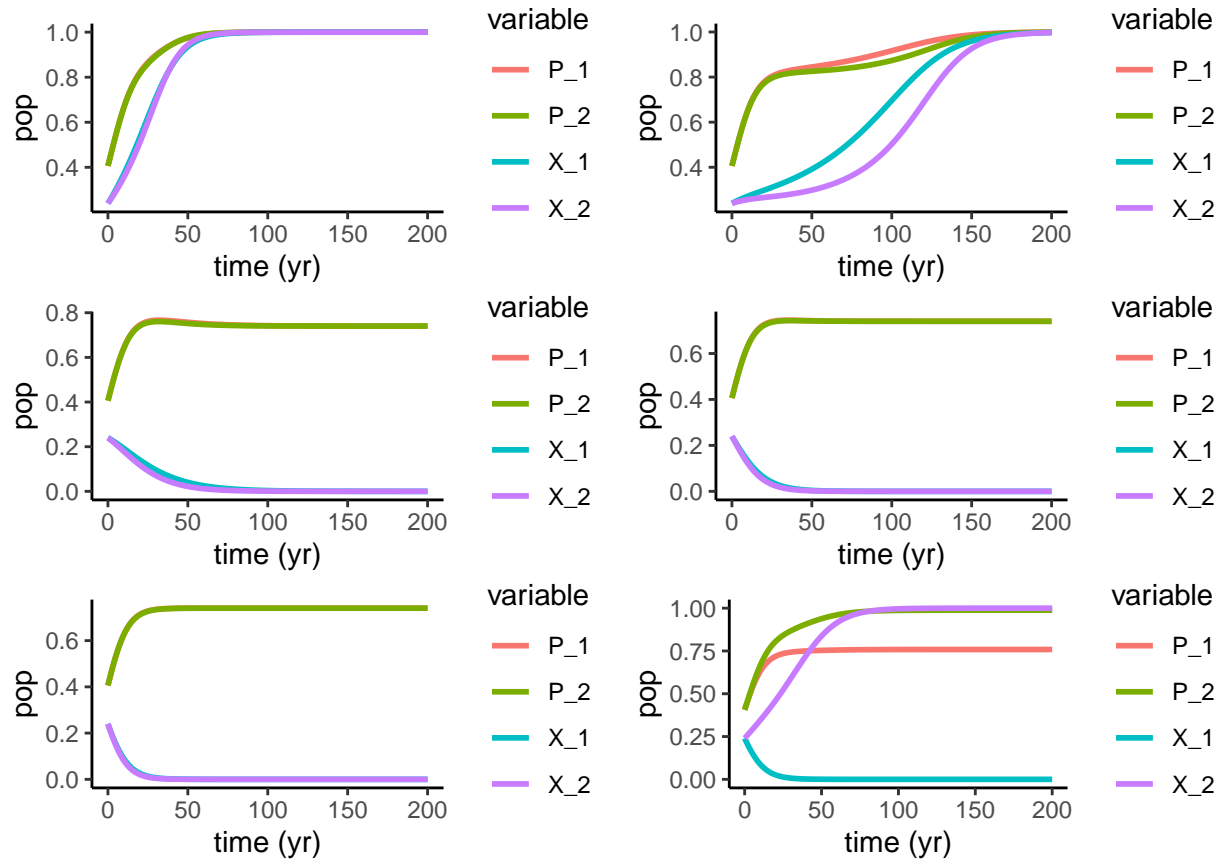 pop
1.0
0.8
0.6
0.4
0 50 100 150 200
time (yr)
variable
P_1
P_2
X_1
X_2
pop
1.0
0.8
0.6
0.4
0 50 100 150 200
time (yr)
variable
P_1
P_2
X_1
X_2
pop
0.8
0.6
0.4
0.2
0.0
0 50 100 150 200
time (yr)
variable
P_1
P_2
X_1
X_2
pop
0.6
0.4
0.2
0.0
0 50 100 150 200
time (yr)
variable
P_1
P_2
X_1
X_2
pop
0.6
0.4
0.2
0.0
0 50 100 150 200
time (yr)
variable
P_1
P_2
X_1
X_2
pop
1.00
0.75
0.50
0.25
0.00
0 50 100 150 200
time (yr)
variable
P_1
P_2
X_1
X_2